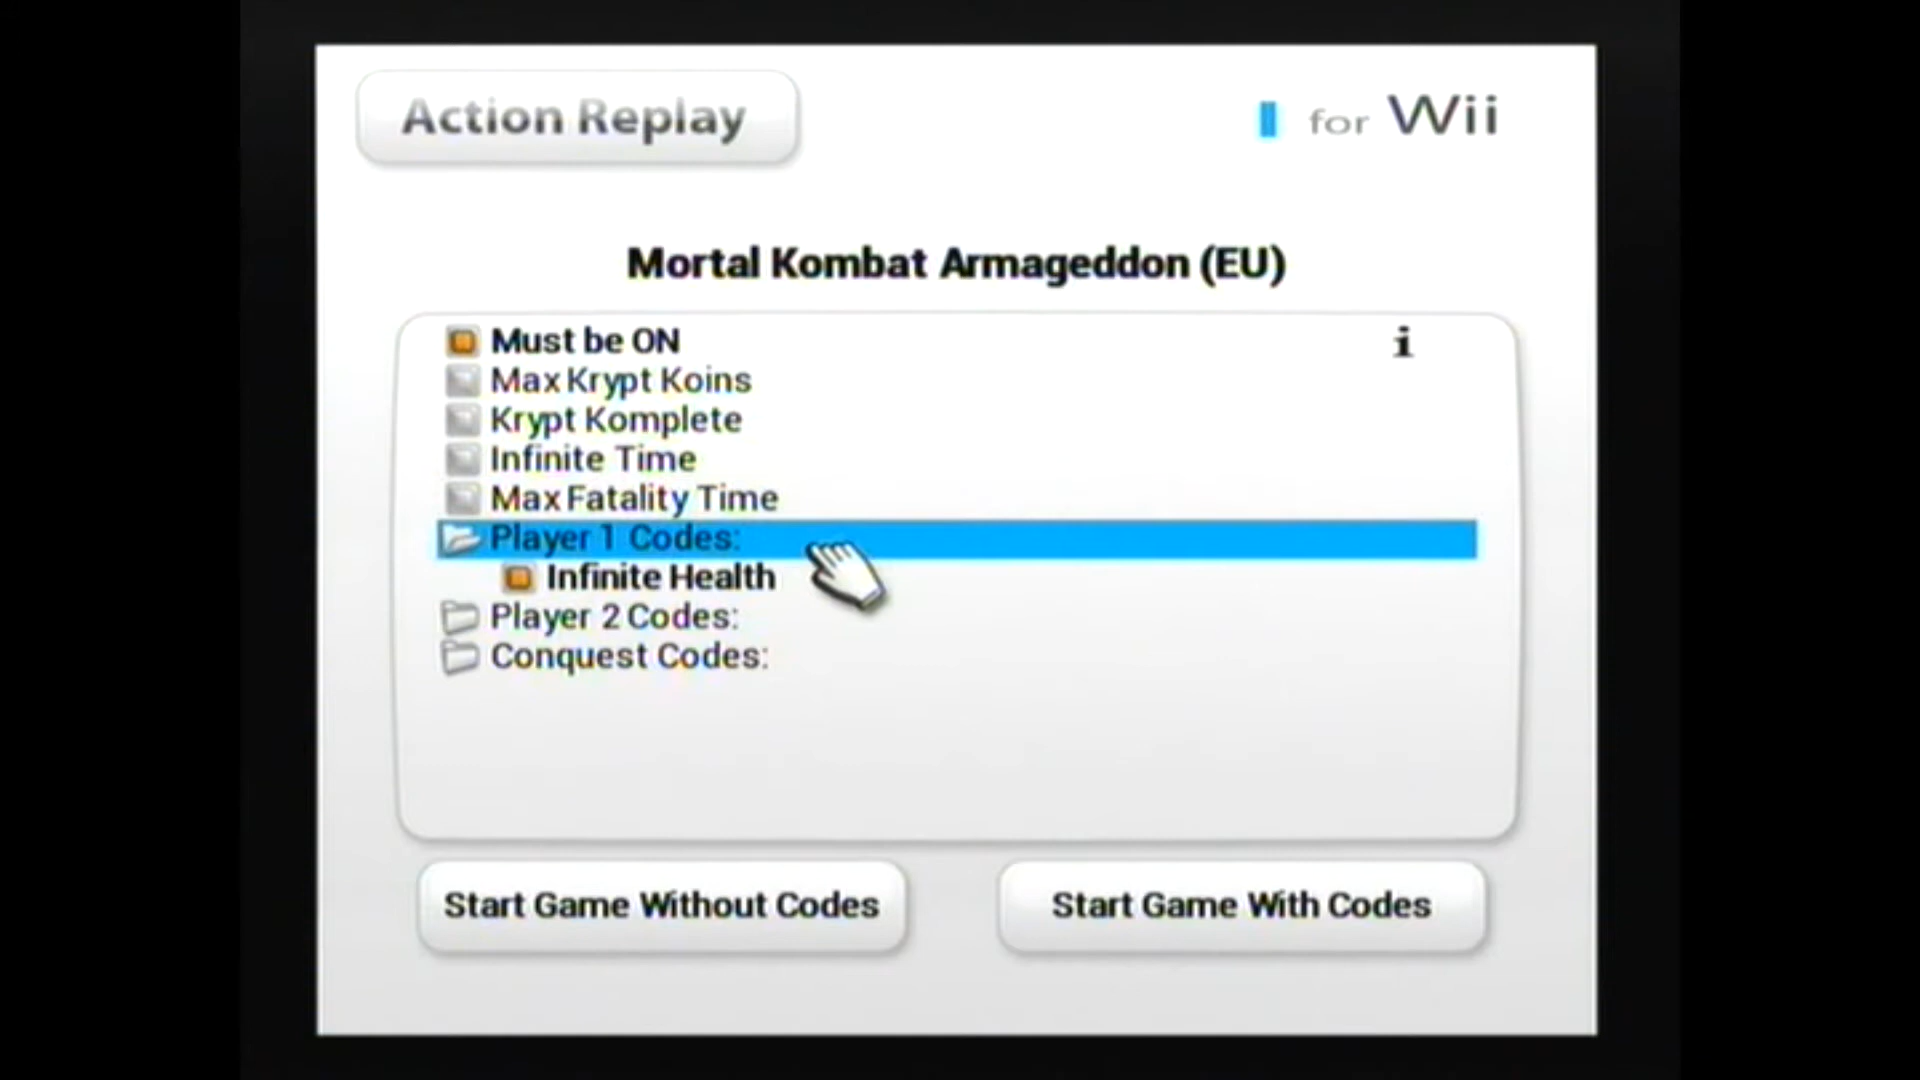 Action Replay
for Wii
Mortal Kombat Armageddon (EU)
Must be ON
i
Max Krypt Koins
Krypt Komplete
Infinite Time
Max Fatality Time
Player 1 Codes:
Infinite Health
Player 2 Codes:
Conquest Codes:
Start Game Without Codes
Start Game With Codes